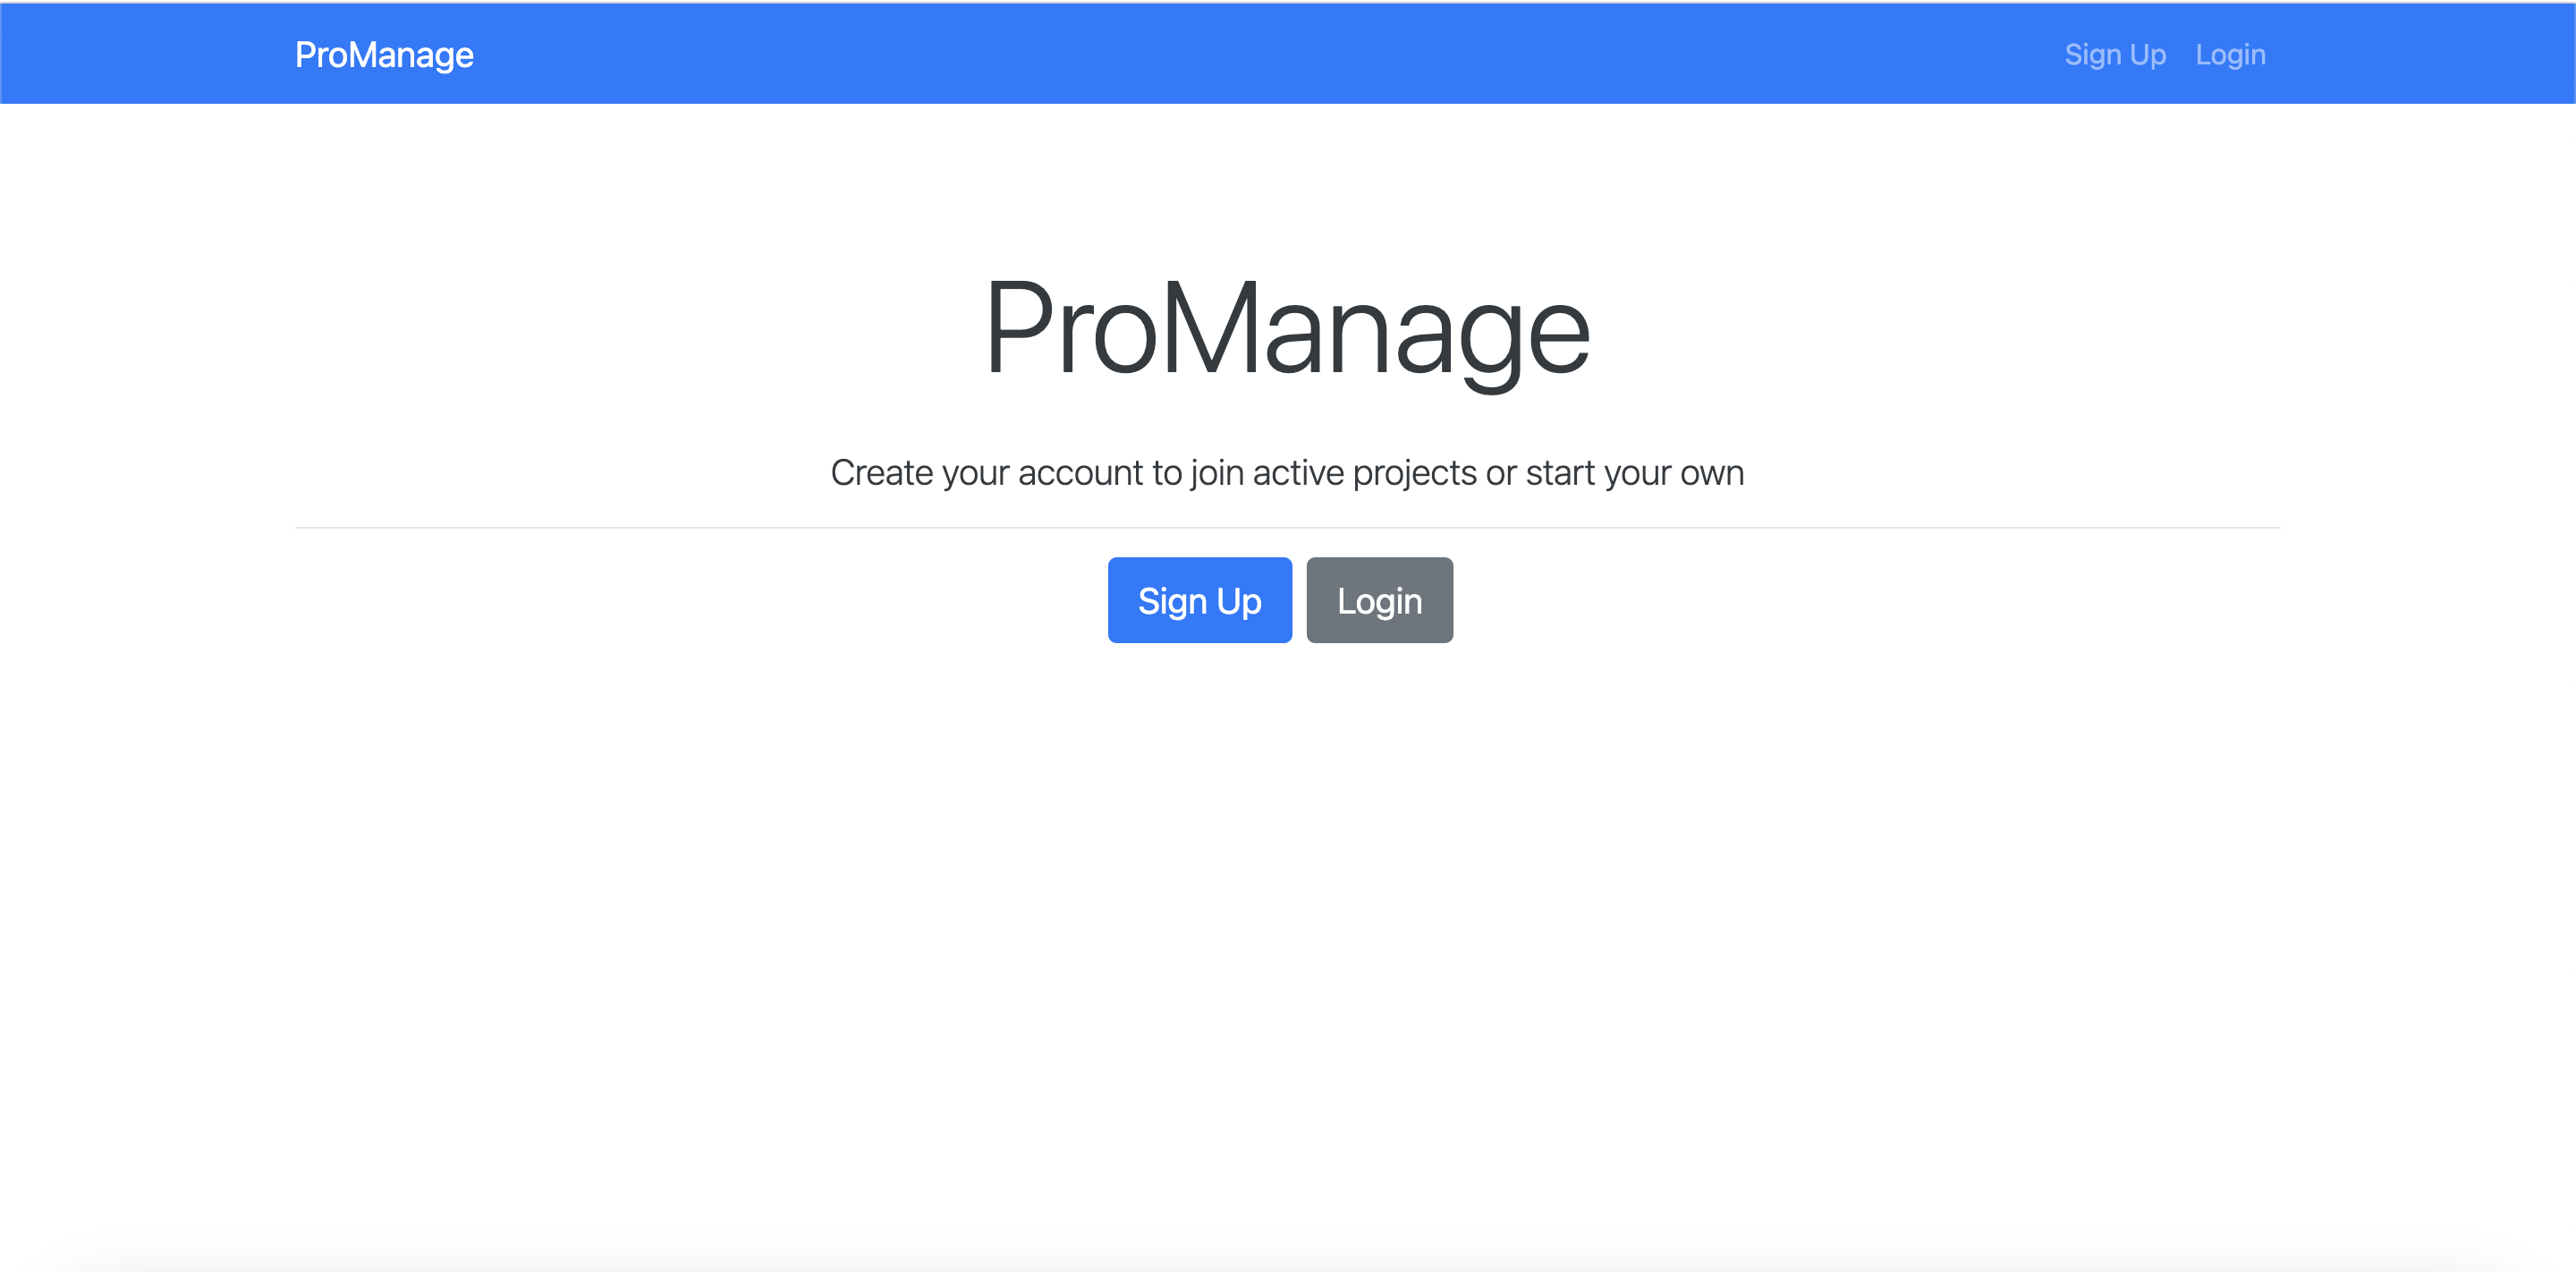 ProManage Sign Up Login
ProManage
Create your account to join active projects or start your own
Sign Up Login